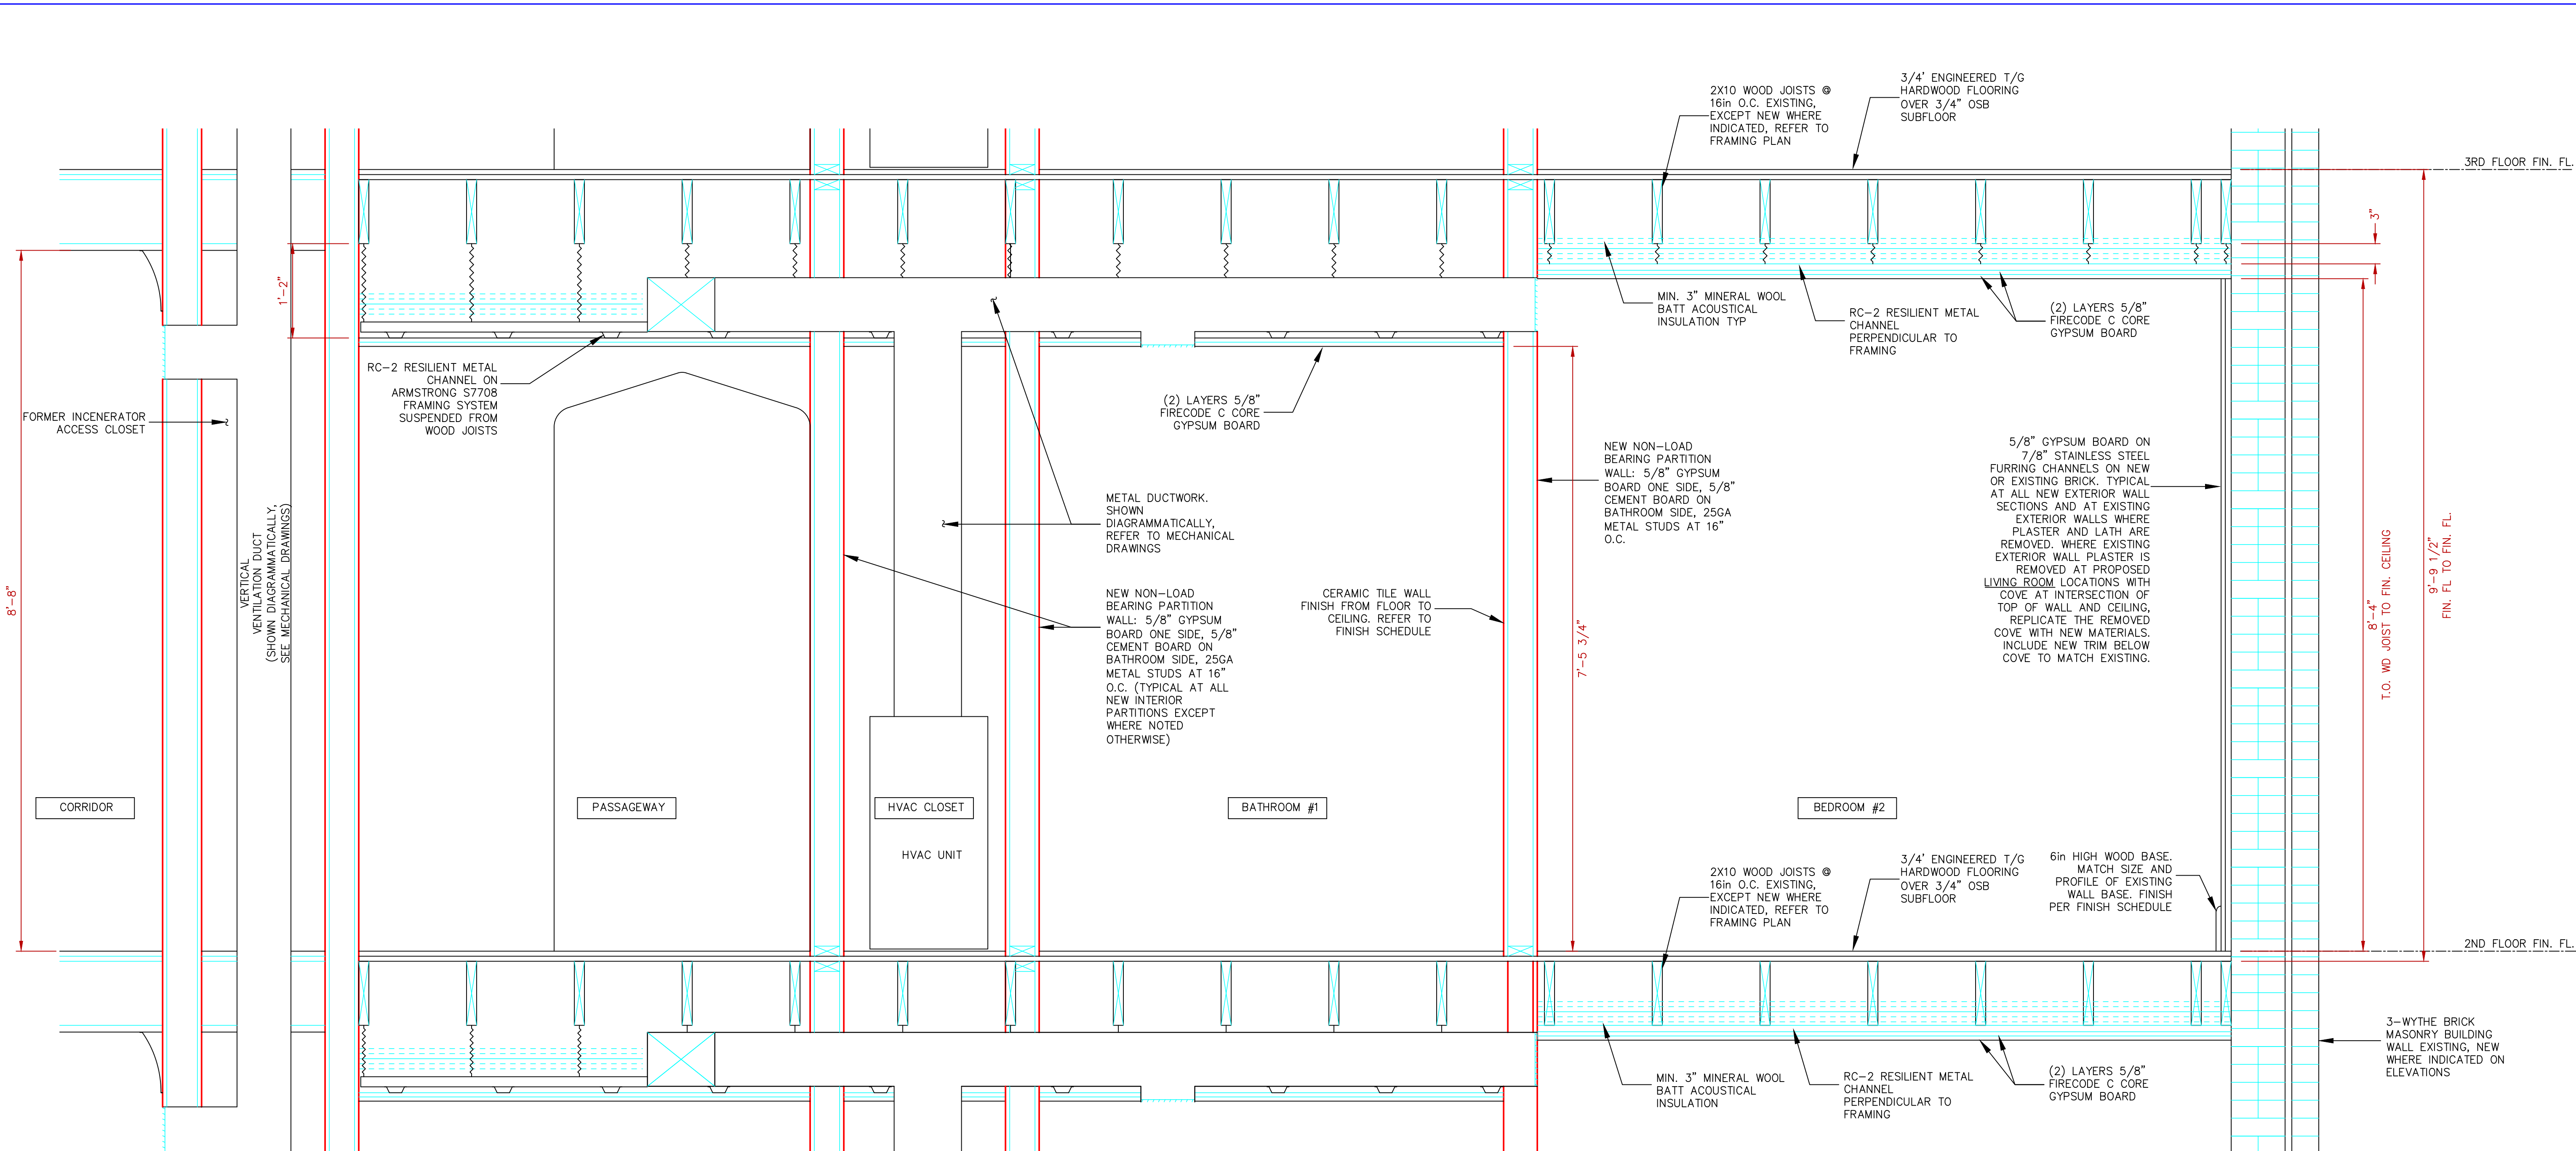 2X10 WOOD JOISTS @
16in O.C. EXISTING,
EXCEPT NEW WHERE
INDICATED, REFER TO
FRAMING PLAN
3/4' ENGINEERED T/G
HARDWOOD FLOORING
OVER 3/4" OSB
SUBFLOOR
3RD FLOOR FIN. FL.
3"
1'-2"
MIN. 3" MINERAL WOOL
BATT ACOUSTICAL
INSULATION TYP
RC-2 RESILIENT METAL
CHANNEL
PERPENDICULAR TO
FRAMING
(2) LAYERS 5/8"
FIRECODE C CORE
GYPSUM BOARD
RC-2 RESILIENT METAL
CHANNEL ON
ARMSTRONG S7708
FRAMING SYSTEM
SUSPENDED FROM
WOOD JOISTS
FORMER INCENERATOR
ACCESS CLOSET
(2) LAYERS 5/8"
FIRECODE C CORE
GYPSUM BOARD
8'-8"
VERTICAL
VENTILATION DUCT
(SHOWN DIAGRAMMATICALLY,
SEE MECHANICAL DRAWINGS)
METAL DUCTWORK.
SHOWN
DIAGRAMMATICALLY,
REFER TO MECHANICAL
DRAWINGS
NEW NON-LOAD
BEARING PARTITION
WALL: 5/8" GYPSUM
BOARD ONE SIDE, 5/8"
CEMENT BOARD ON
BATHROOM SIDE, 25GA
METAL STUDS AT 16"
O.C. (TYPICAL AT ALL
NEW INTERIOR
PARTITIONS EXCEPT
WHERE NOTED
OTHERWISE)
CERAMIC TILE WALL
FINISH FROM FLOOR TO
CEILING. REFER TO
FINISH SCHEDULE
7'-5 3/4"
NEW NON-LOAD
BEARING PARTITION
WALL: 5/8" GYPSUM
BOARD ONE SIDE, 5/8"
CEMENT BOARD ON
BATHROOM SIDE, 25GA
METAL STUDS AT 16"
O.C.
5/8" GYPSUM BOARD ON
7/8" STAINLESS STEEL
FURRING CHANNELS ON NEW
OR EXISTING BRICK. TYPICAL
AT ALL NEW EXTERIOR WALL
SECTIONS AND AT EXISTING
EXTERIOR WALLS WHERE
PLASTER AND LATH ARE
REMOVED. WHERE EXISTING
EXTERIOR WALL PLASTER IS
REMOVED AT PROPOSED
LIVING ROOM LOCATIONS WITH
COVE AT INTERSECTION OF
TOP OF WALL AND CEILING,
REPLICATE THE REMOVED
COVE WITH NEW MATERIALS.
INCLUDE NEW TRIM BELOW
COVE TO MATCH EXISTING.
8'-4"
T.O. WD JOIST TO FIN. CEILING
9'-9 1/2"
FIN. FL TO FIN. FL.
CORRIDOR
PASSAGEWAY
HVAC CLOSET
BATHROOM #1
BEDROOM #2
HVAC UNIT
2X10 WOOD JOISTS @
16in O.C. EXISTING,
EXCEPT NEW WHERE
INDICATED, REFER TO
FRAMING PLAN
3/4' ENGINEERED T/G
HARDWOOD FLOORING
OVER 3/4" OSB
SUBFLOOR
6in HIGH WOOD BASE.
MATCH SIZE AND
PROFILE OF EXISTING
WALL BASE. FINISH
PER FINISH SCHEDULE
2ND FLOOR FIN. FL.
MIN. 3" MINERAL WOOL
BATT ACOUSTICAL
INSULATION
RC-2 RESILIENT METAL
CHANNEL
PERPENDICULAR TO
FRAMING
(2) LAYERS 5/8"
FIRECODE C CORE
GYPSUM BOARD
3-WYTHE BRICK
MASONRY BUILDING
WALL EXISTING, NEW
WHERE INDICATED ON
ELEVATIONS